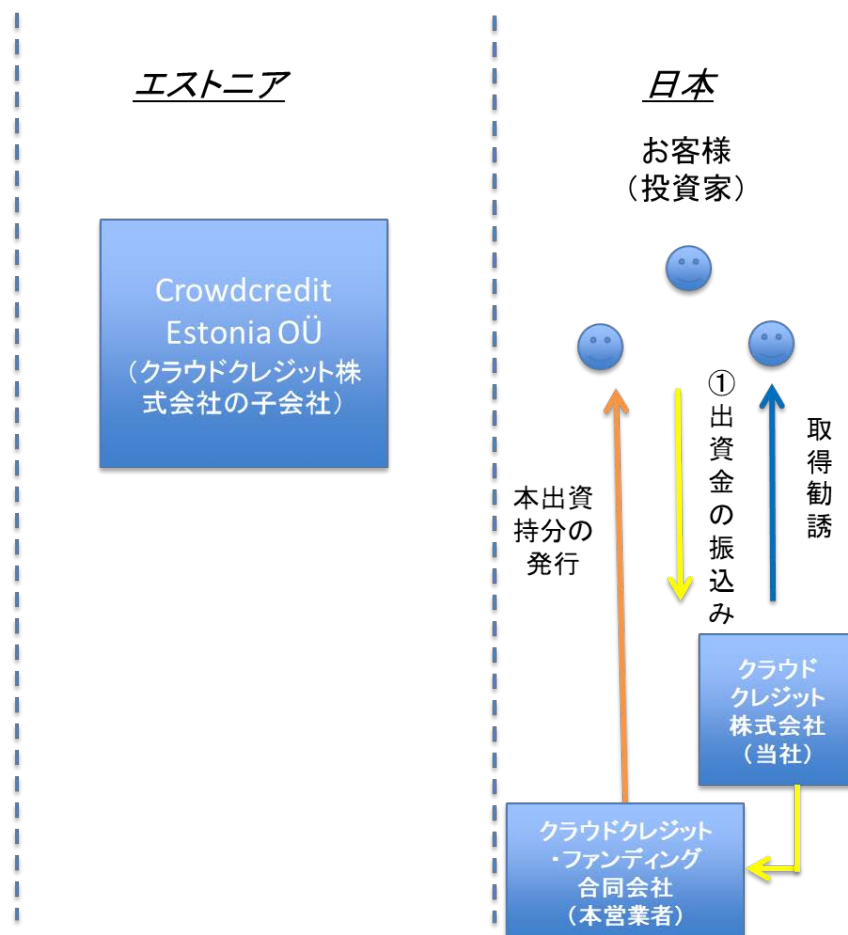 エストニア
日本
お客様
（投資家）
Crowdcredit
Estonia OÜ
（クラウドクレジット株
式会社の子会社）
本出資
持分の
発行
①出資金の振込み
取得勧誘
クラウド
クレジット
株式会社
（当社）
クラウドクレジット
・ファンディング
合同会社
（本営業者）